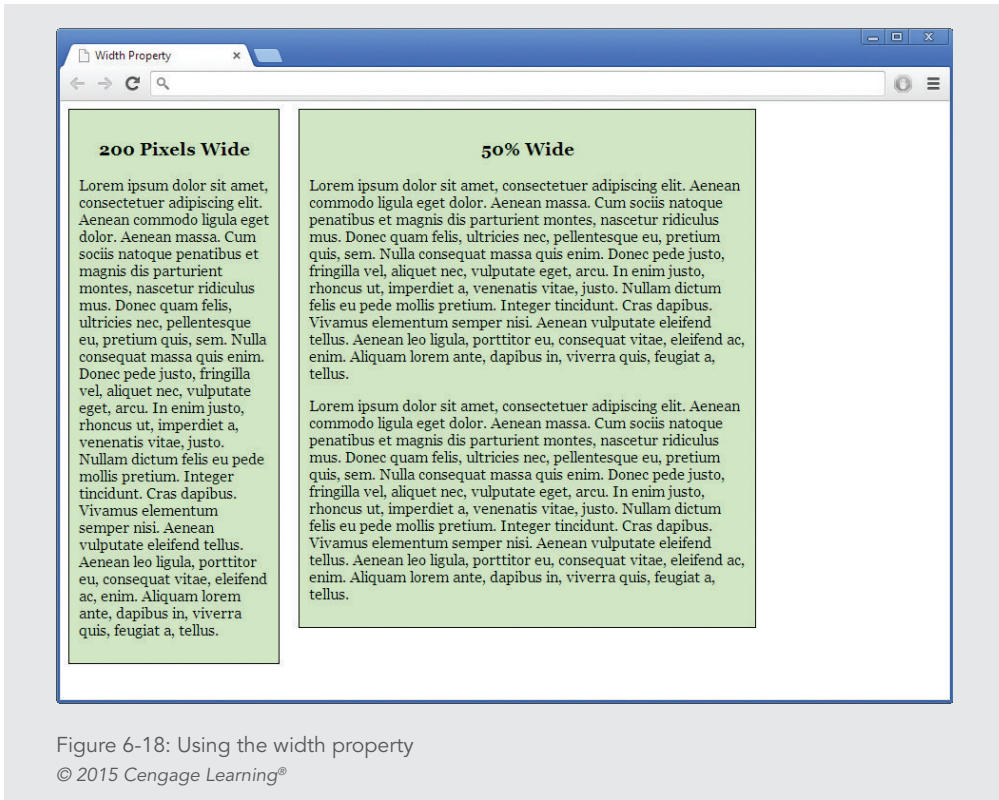 Width Property
200 Pixels Wide
Lorem ipsum dolor sit amet,
consectetuer adipiscing elit.
Aenean commodo ligula eget
dolor. Aenean massa. Cum
sociis natoque penatibus et
magnis dis parturient
montes, nascetur ridiculus
mus. Donec quam felis,
ultricies nec, pellentesque
eu, pretium quis, sem. Nulla
consequat massa quis enim.
Donec pede justo, fringilla
vel, aliquet nec, vulputate
eget, arcu. In enim justo,
rhoncus ut, imperdiet a,
venenatis vitae, justo.
Nullam dictum felis eu pede
mollis pretium. Integer
tincidunt. Cras dapibus.
Vivamus elementum
semper nisi. Aenean
vulputate eleifend tellus.
Aenean leo ligula, porttitor
eu, consequat vitae, eleifend
ac, enim. Aliquam lorem
ante, dapibus in, viverra
quis, feugiat a, tellus.
50% Wide
Lorem ipsum dolor sit amet, consectetuer adipiscing elit. Aenean
commodo ligula eget dolor. Aenean massa. Cum sociis natoque
penatibus et magnis dis parturient montes, nascetur ridiculus
mus. Donec quam felis, ultricies nec, pellentesque eu, pretium
quis, sem. Nulla consequat massa quis enim. Donec pede justo,
fringilla vel, aliquet nec, vulputate eget, arcu. In enim justo,
rhoncus ut, imperdiet a, venenatis vitae, justo. Nullam dictum
felis eu pede mollis pretium. Integer tincidunt. Cras dapibus.
Vivamus elementum semper nisi. Aenean vulputate eleifend
tellus. Aenean leo ligula, porttitor eu, consequat vitae, eleifend ac,
enim. Aliquam lorem ante, dapibus in, viverra quis, feugiat a,
tellus.
Lorem ipsum dolor sit amet, consectetuer adipiscing elit. Aenean
commodo ligula eget dolor. Aenean massa. Cum sociis natoque
penatibus et magnis dis parturient montes, nascetur ridiculus
mus. Donec quam felis, ultricies nec, pellentesque eu, pretium
quis, sem. Nulla consequat massa quis enim. Donec pede justo,
fringilla vel, aliquet nec, vulputate eget, arcu. In enim justo,
rhoncus ut, imperdiet a, venenatis vitae, justo. Nullam dictum
felis eu pede mollis pretium. Integer tincidunt. Cras dapibus.
Vivamus elementum semper nisi. Aenean vulputate eleifend
tellus. Aenean leo ligula, porttitor eu, consequat vitae, eleifend ac,
enim. Aliquam lorem ante, dapibus in, viverra quis, feugiat a,
tellus.
Figure 6-18: Using the width property
© 2015 Cengage Learning®